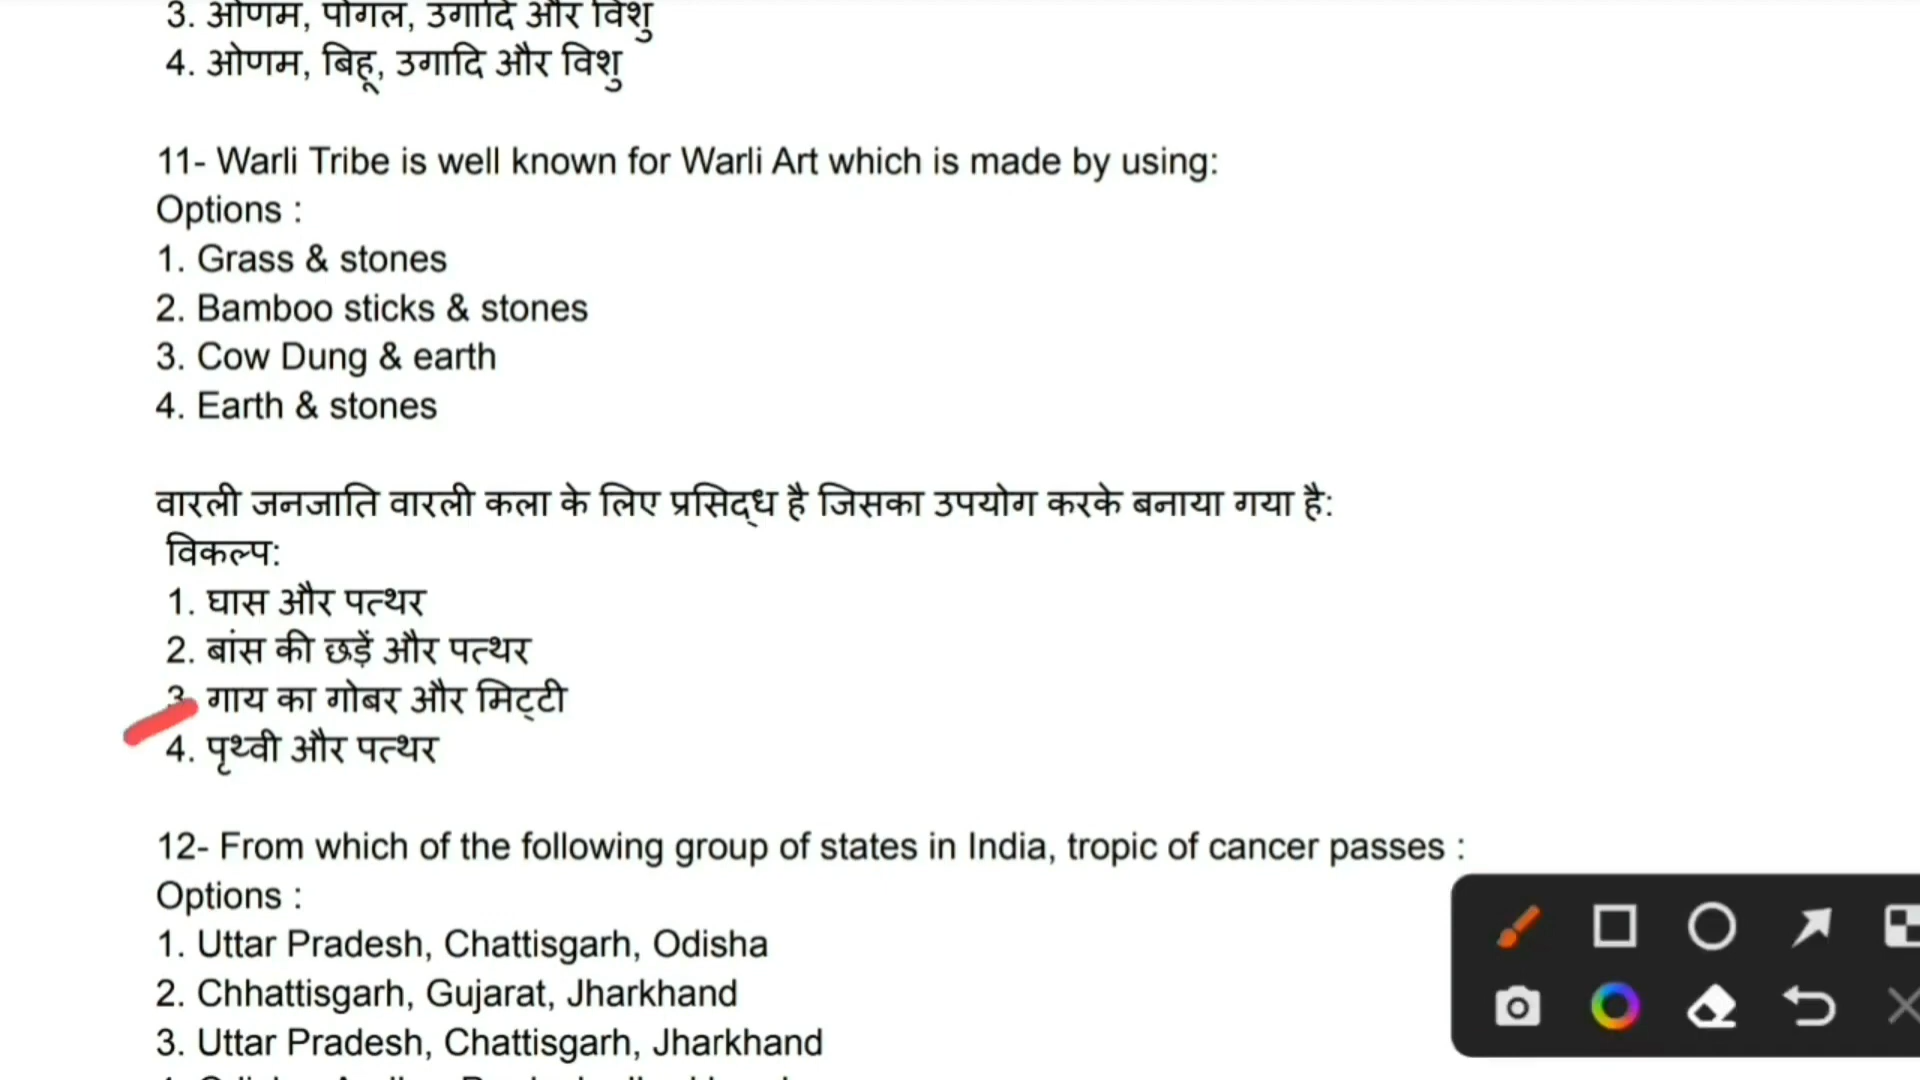 3. ओणम, पोंगल, उगादि और विशु
4. ओणम, बिहू, उगादि और विशु
11- Warli Tribe is well known for Warli Art which is made by using:
Options :
1. Grass & stones
2. Bamboo sticks & stones
3. Cow Dung & earth
4. Earth & stones
वारली जनजाति वारली कला के लिए प्रसिद्ध है जिसका उपयोग करके बनाया गया है:
विकल्प:
1. घास और पत्थर
2. बांस की छड़ें और पत्थर
3. गाय का गोबर और मिट्टी
4. पृथ्वी और पत्थर
12- From which of the following group of states in India, tropic of cancer passes :
Options :
1. Uttar Pradesh, Chattisgarh, Odisha
2. Chhattisgarh, Gujarat, Jharkhand
3. Uttar Pradesh, Chattisgarh, Jharkhand